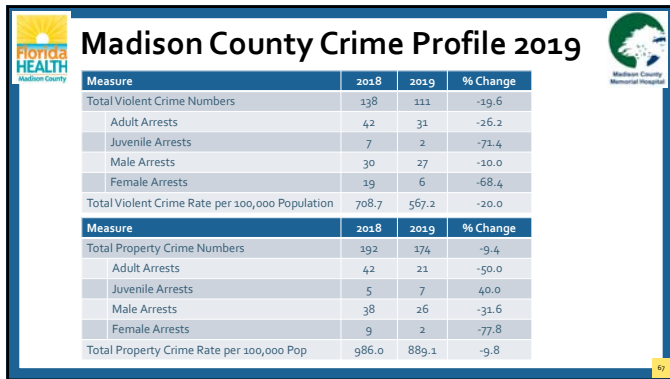 Florida
HEALTH
Madison County
Madison County Crime Profile 2019
Madison County
Memorial Hospital
Measure 2018 2019 % Change
Total Violent Crime Numbers 138 111 -19.6
Adult Arrests 42 31 -26.2
Juvenile Arrests 7 2 -71.4
Male Arrests 30 27 -10.0
Female Arrests 19 6 -68.4
Total Violent Crime Rate per 100,000 Population 708.7 567.2 -20.0
Measure 2018 2019 % Change
Total Property Crime Numbers 192 174 -9.4
Adult Arrests 42 21 -50.0
Juvenile Arrests 5 7 40.0
Male Arrests 38 26 -31.6
Female Arrests 9 2 -77.8
Total Property Crime Rate per 100,000 Pop 986.0 889.1 -9.8
67